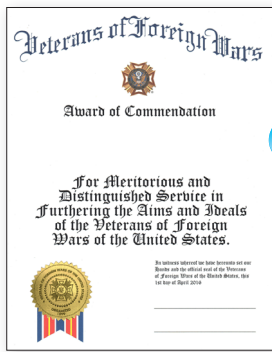 Veterans of Foreign Wars
Award of Commendation
For Meritorious and
Distinguished Service in
Furthering the Aims and Ideals
of the Veterans of Foreign
Wars of the United States.
In witness whereof we have hereunto set our
Hands and the official seal of the Veterans
of Foreign Wars of the United States, this
1st day of April 2016